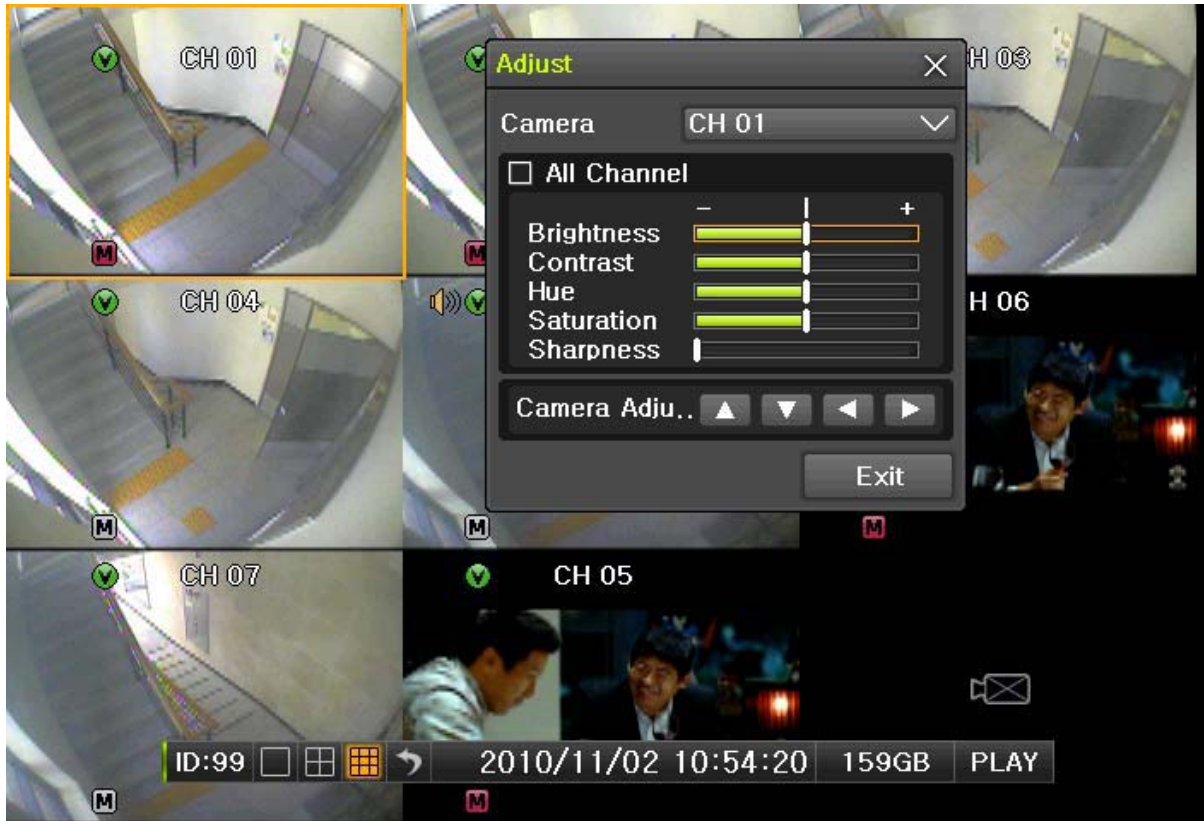 CH 01
H 03
Adjust
Camera CH 01
All Channel
- | +
Brightness
Contrast
Hue
Saturation
Sharpness
Camera Adju..
Exit
CH 04
H 06
M
M
M
M
CH 07
CH 05
ID:99 2010/11/02 10:54:20 159GB PLAY
M
M
M